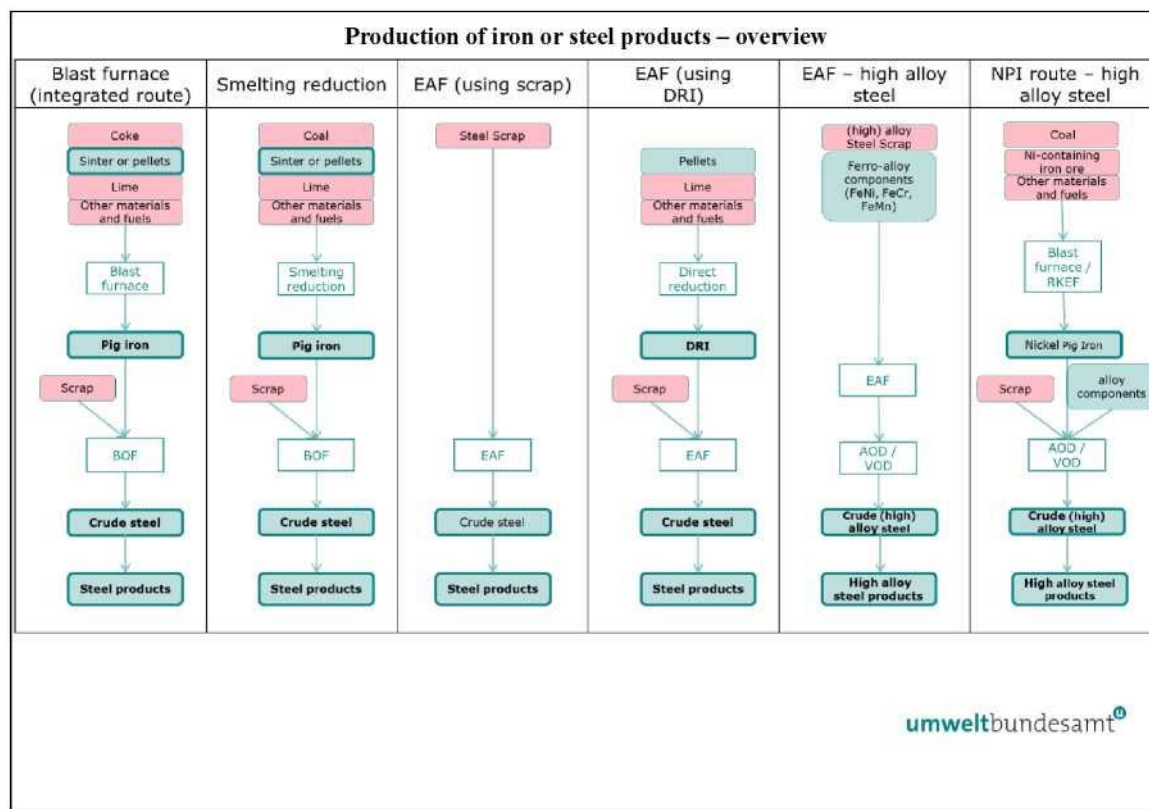 Production of iron or steel products – overview
Blast furnace
(integrated route)
Coke
Sinter or pellets
Lime
Other materials
and fuels
Blast
furnace
Pig iron
Scrap
BOF
Crude steel
Steel products
Smelting reduction
Coal
Sinter or pellets
Lime
Other materials
and fuels
Smelting
reduction
Pig iron
Scrap
BOF
Crude steel
Steel products
EAF (using scrap)
Steel Scrap
EAF
Crude steel
Steel products
EAF (using
DRI)
Pellets
Lime
Other materials
and fuels
Direct
reduction
DRI
Scrap
EAF
Crude steel
Steel products
EAF – high alloy
steel
(high) alloy
Steel Scrap
Ferro-alloy
components
(FeNi, FeCr,
FeMn)
EAF
AOD /
VOD
Crude (high)
alloy steel
High alloy
steel products
NPI route – high
alloy steel
Coal
Ni-containing
iron ore
Other materials
and fuels
Blast
furnace /
RKEF
Nickel Pig Iron
Scrap
alloy
components
AOD /
VOD
Crude (high)
alloy steel
High alloy steel
products
umweltbundesamt u